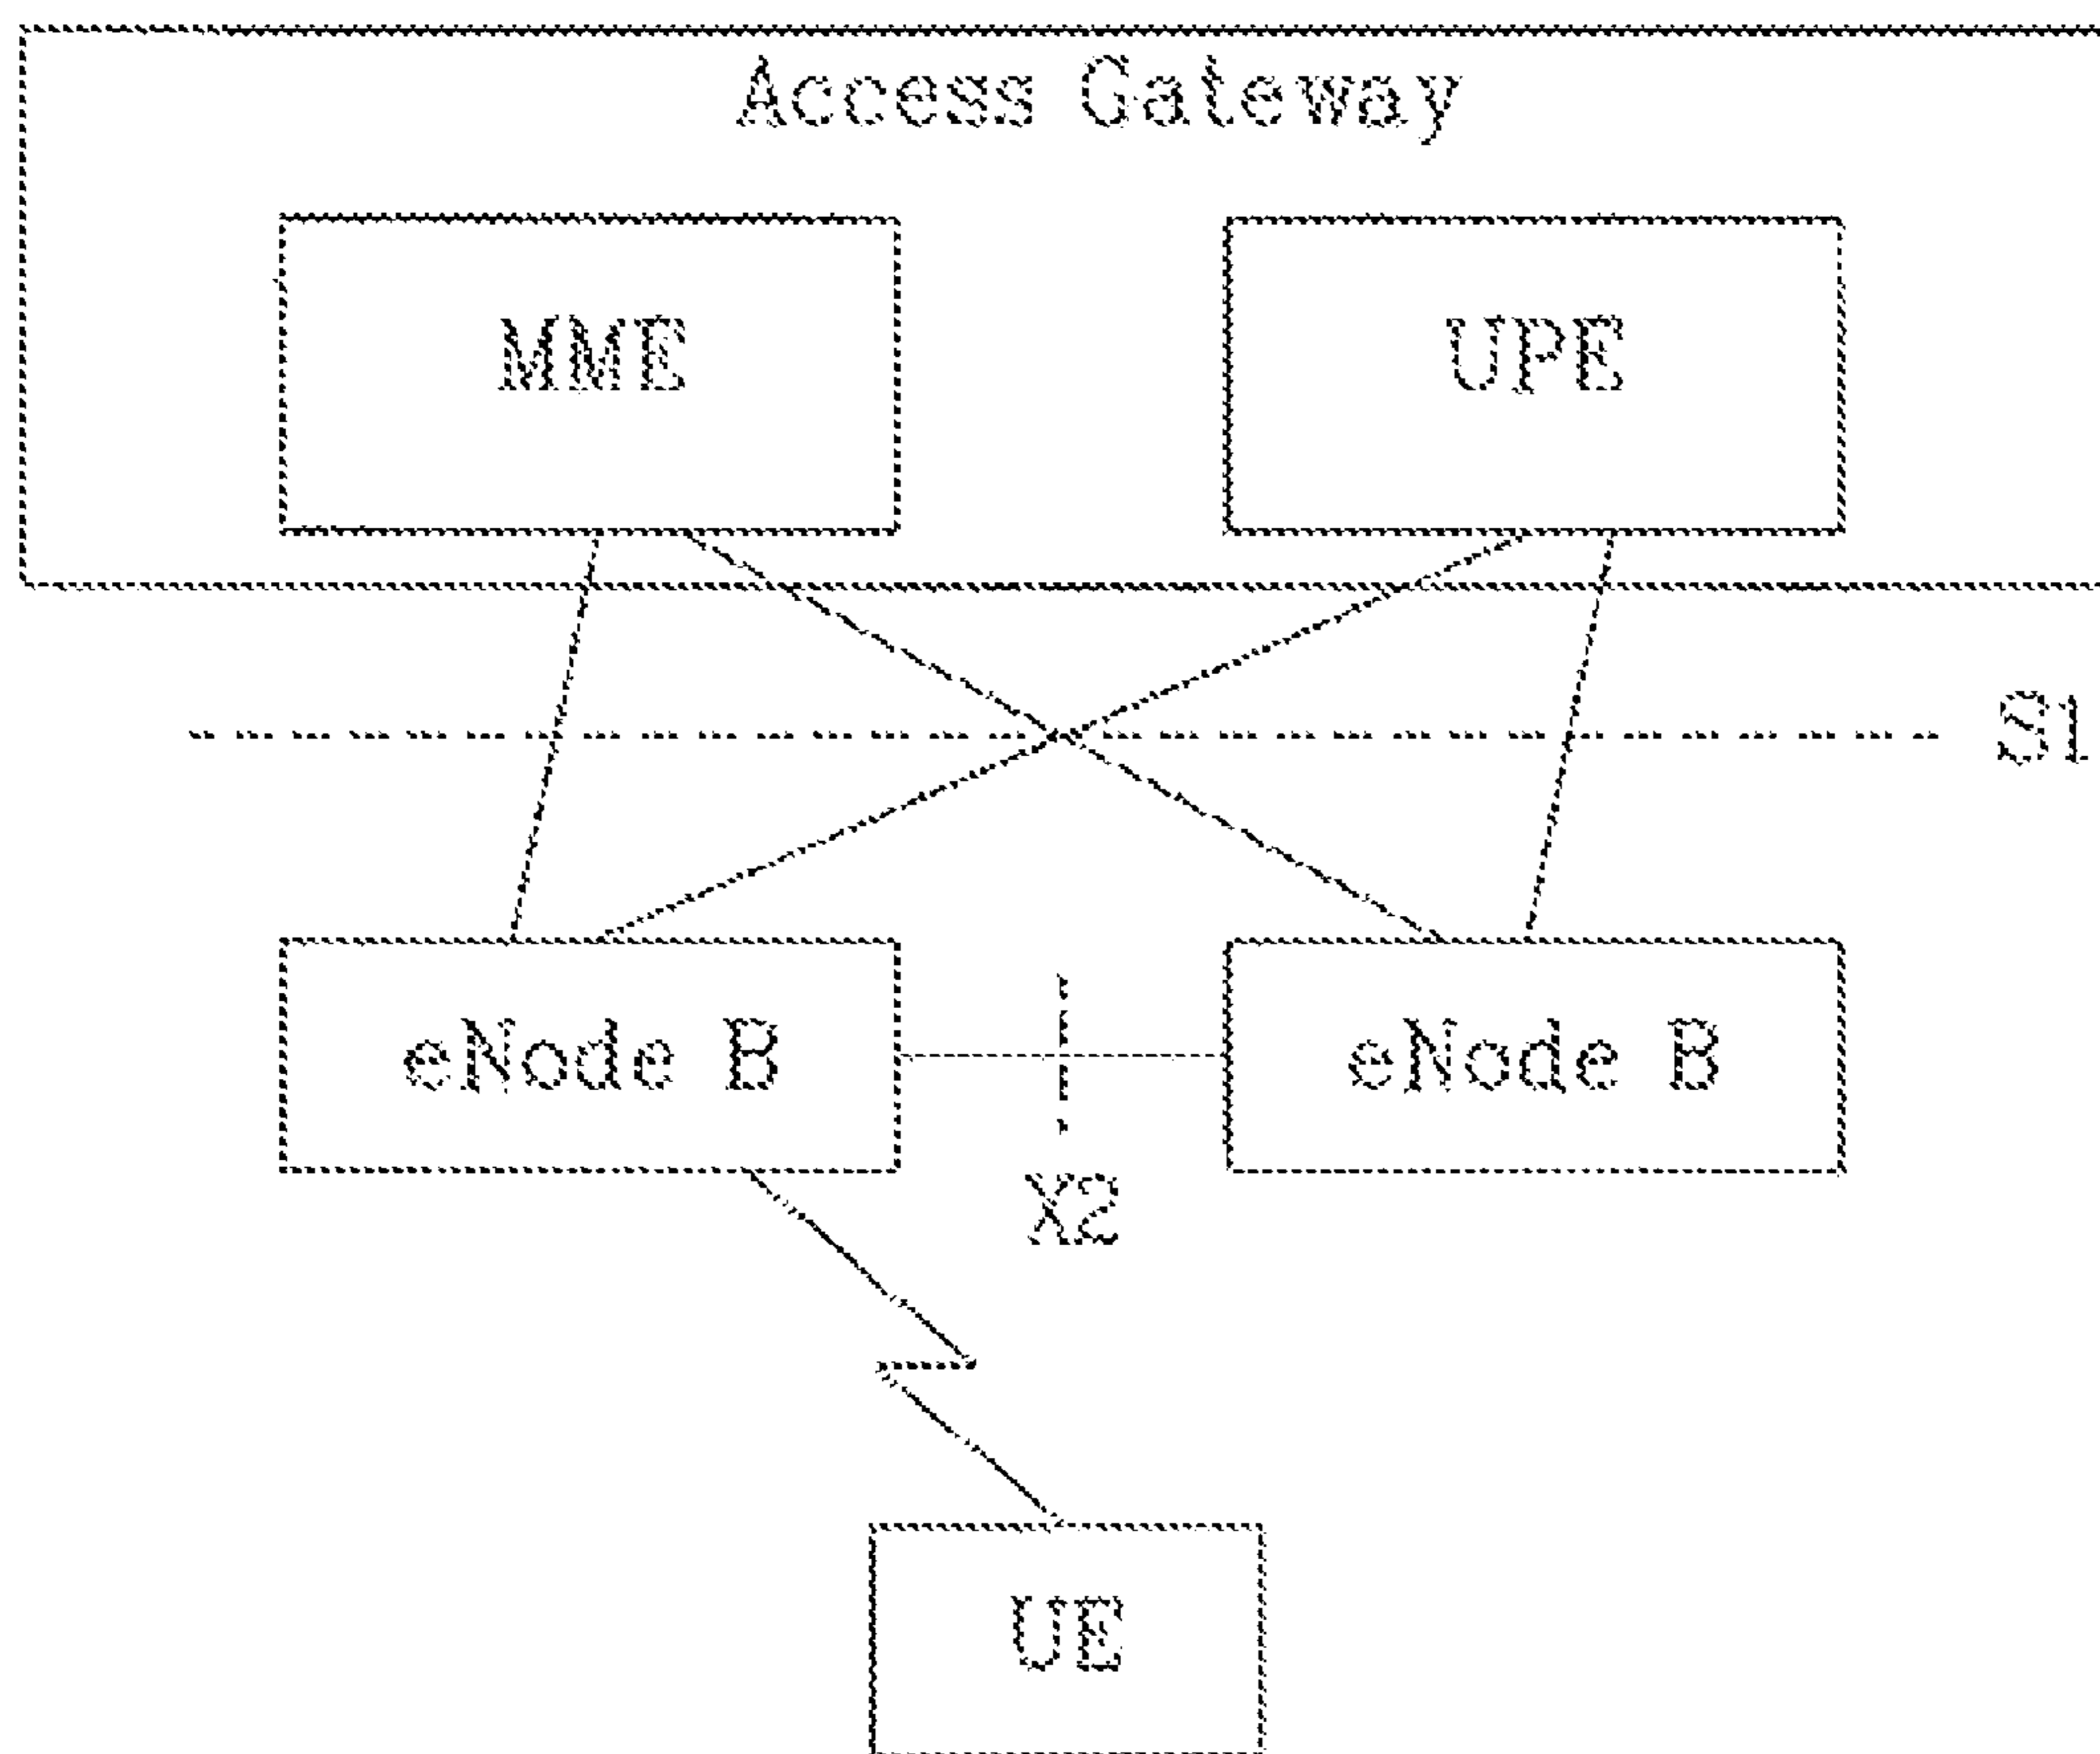 Access Gateway
MME
UPE
S1
eNode B
eNode B
X2
UE